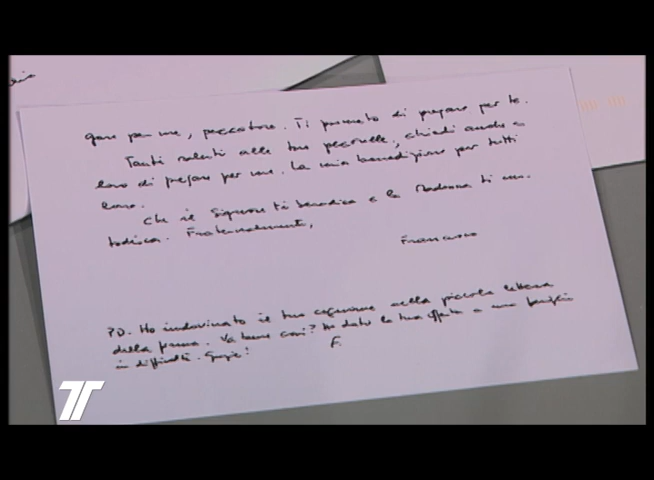 gare per me, peccatore. Ti prometto di pregare per te.
Tanti saluti alle tue pecorelle, chiedi anche a
loro di pregare per me. La mia benedizione per tutti
loro.
Che il Signore ti benedica e la Madonna ti cu-
stodisca. Fraternalmente,
Francesco
PD. Ho indovinato il tuo cognome nella piccola lettera
della firma. Va bene così? Ho dato la tua offerta a una famiglia
in difficoltà. Grazie!
F.